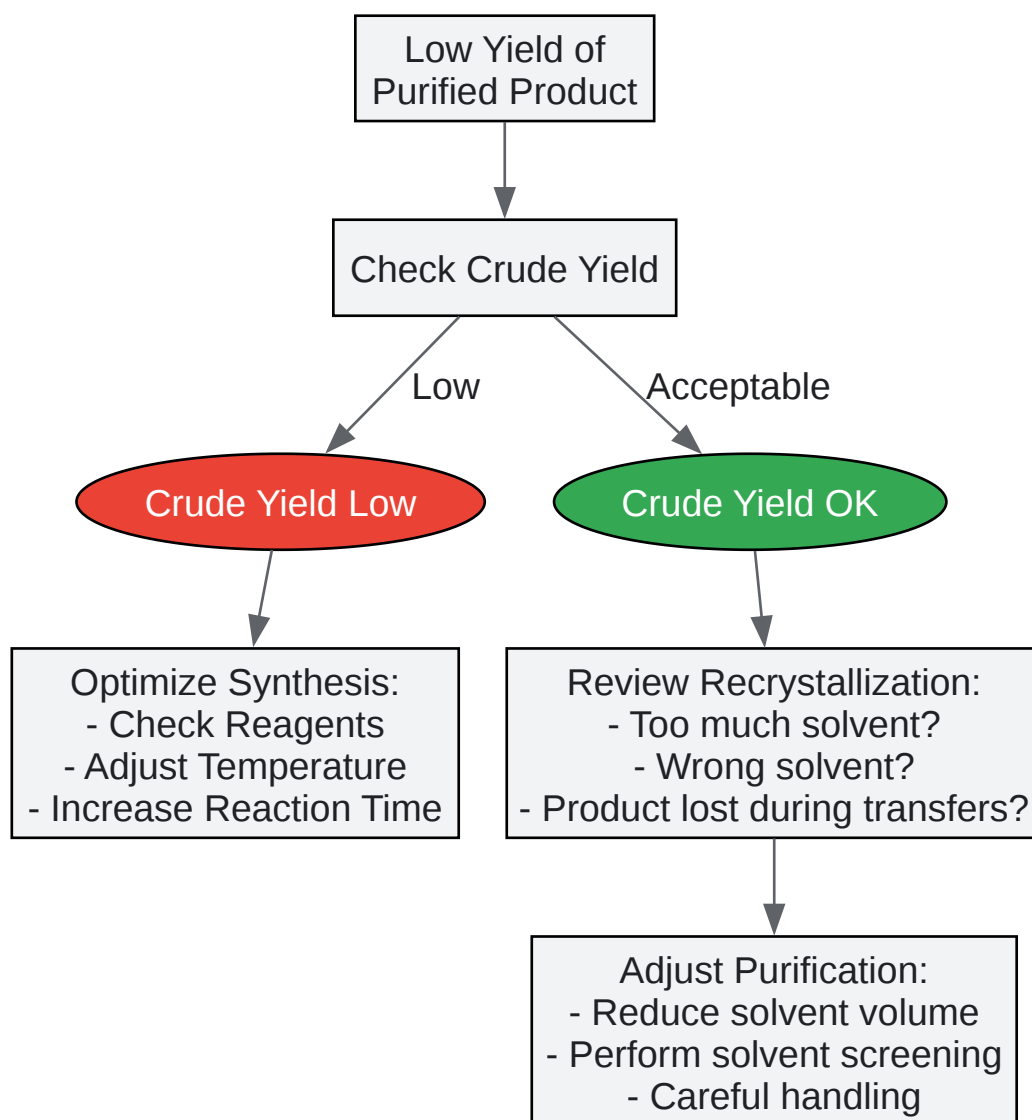 Low Yield of
Purified Product
Check Crude Yield
Low
Acceptable
Crude Yield Low
Crude Yield OK
Optimize Synthesis:
- Check Reagents
- Adjust Temperature
- Increase Reaction Time
Review Recrystallization:
- Too much solvent?
- Wrong solvent?
- Product lost during transfers?
Adjust Purification:
- Reduce solvent volume
- Perform solvent screening
- Careful handling